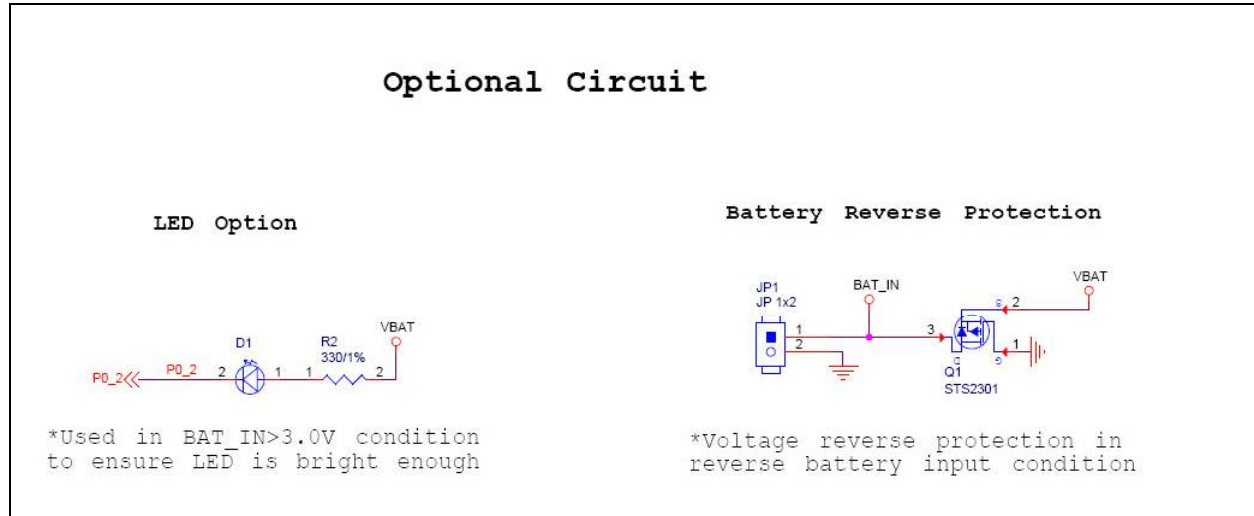 Optional Circuit
LED Option
D1
R2
330/1%
VBAT
P0_2
P0_2
2
1
1
2
*Used in BAT_IN>3.0V condition
to ensure LED is bright enough
Battery Reverse Protection
JP1
JP 1x2
BAT_IN
VBAT
1
2
3
S
2
D
G
1
Q1
STS2301
*Voltage reverse protection in
reverse battery input condition